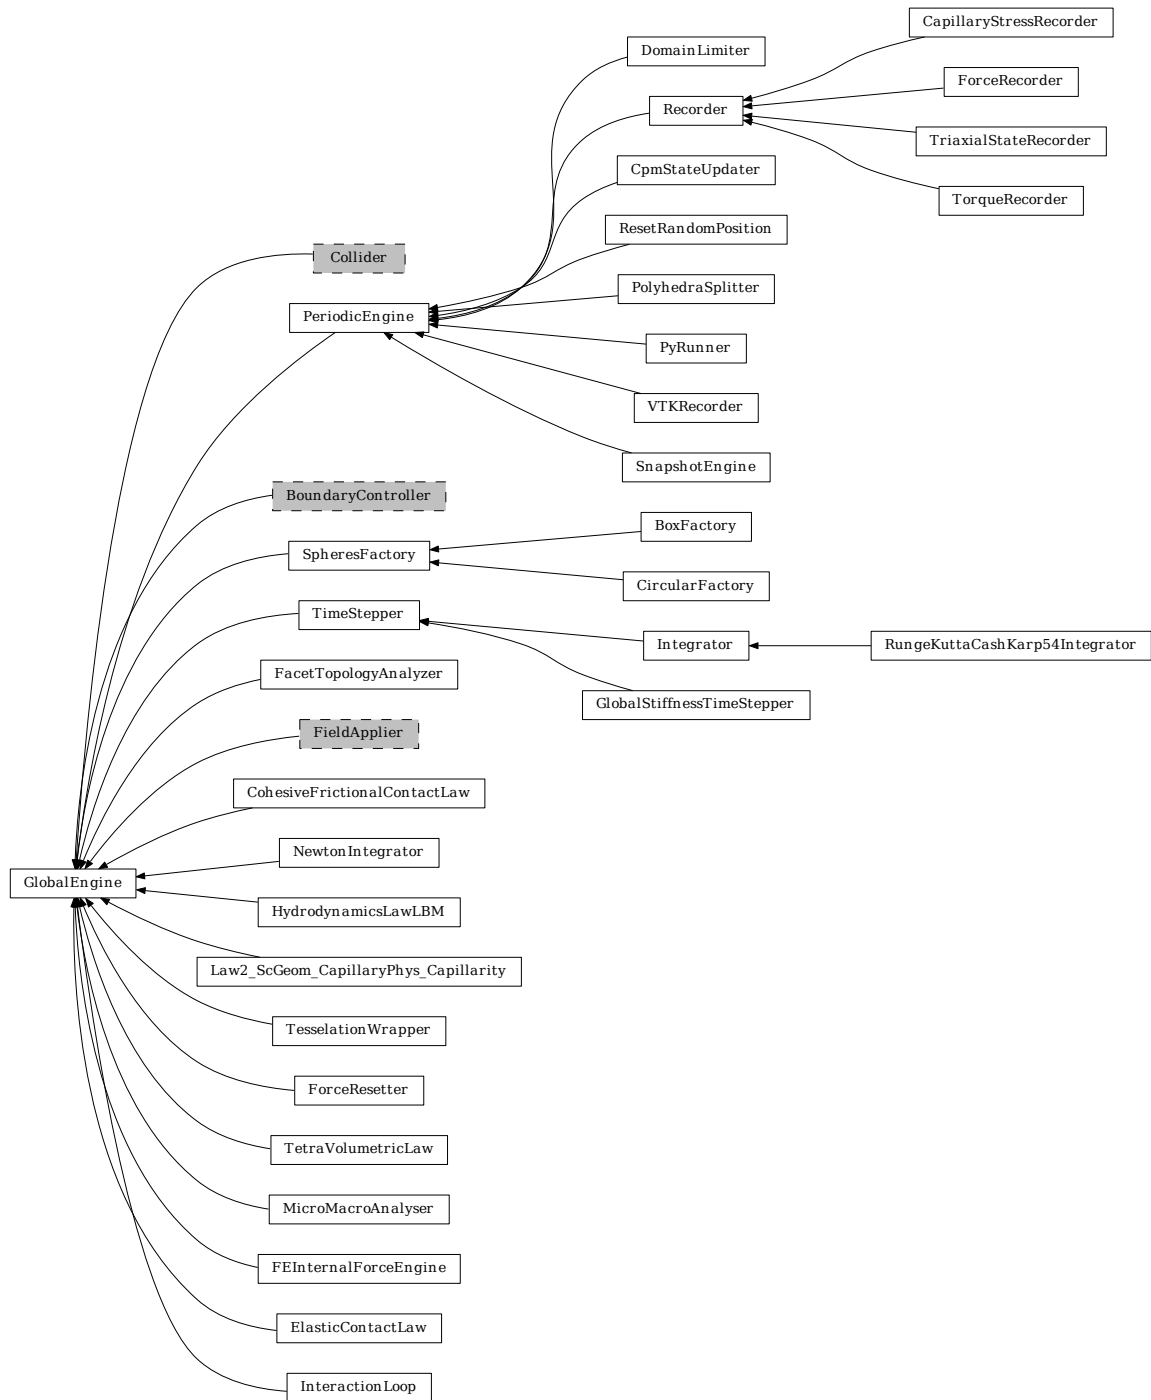 CapillaryStressRecorder
DomainLimiter
ForceRecorder
Recorder
TriaxialStateRecorder
CpmStateUpdater
TorqueRecorder
ResetRandomPosition
Collider
PolyhedraSplitter
PeriodicEngine
PyRunner
VTKRecorder
SnapshotEngine
BoundaryController
BoxFactory
SpheresFactory
CircularFactory
TimeStepper
Integrator
RungeKuttaCashKarp54Integrator
FacetTopologyAnalyzer
GlobalStiffnessTimeStepper
FieldApplier
CohesiveFrictionalContactLaw
NewtonIntegrator
GlobalEngine
HydrodynamicsLawLBM
Law2_ScGeom_CapillaryPhys_Capillarity
TesselationWrapper
ForceResetter
TetraVolumetricLaw
MicroMacroAnalyser
FEInternalForceEngine
ElasticContactLaw
InteractionLoop